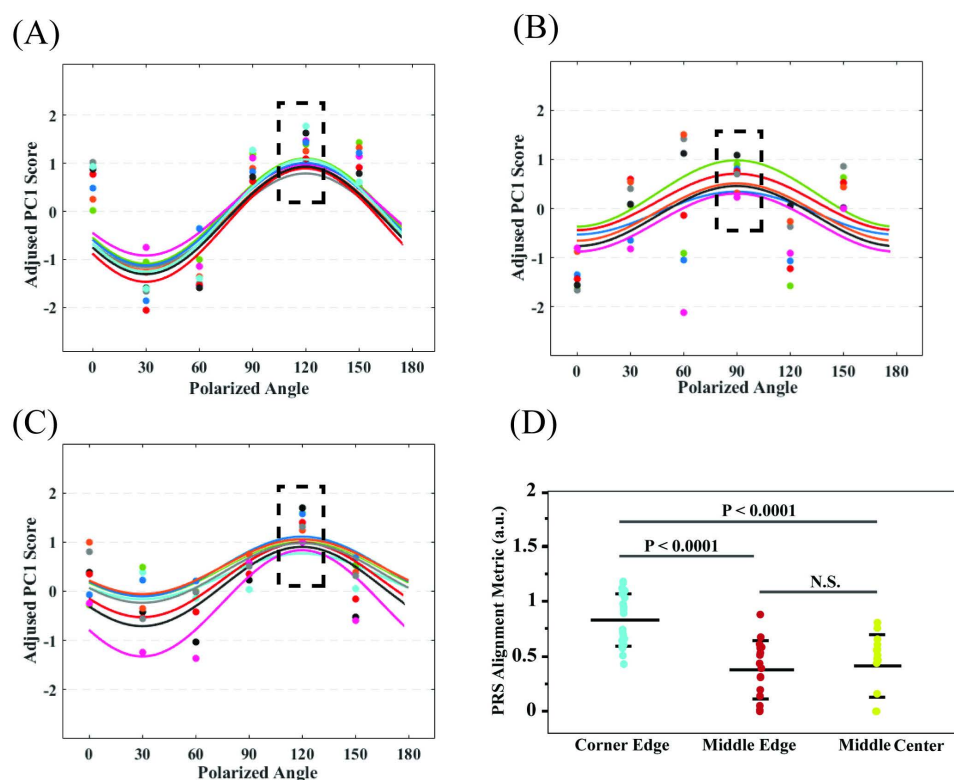 (A)
2
1
0
-1
-2
Adjused PC1 Score
0 30 60 90 120 150 180
Polarized Angle
(B)
2
1
0
-1
-2
Adjused PC1 Score
0 30 60 90 120 150 180
Polarized Angle
(C)
2
1
0
-1
-2
Adjused PC1 Score
0 30 60 90 120 150 180
Polarized Angle
(D)
2
1.5
1
0.5
0
PRS Alignment Metric (a.u.)
P < 0.0001
P < 0.0001
N.S.
Corner Edge Middle Edge Middle Center